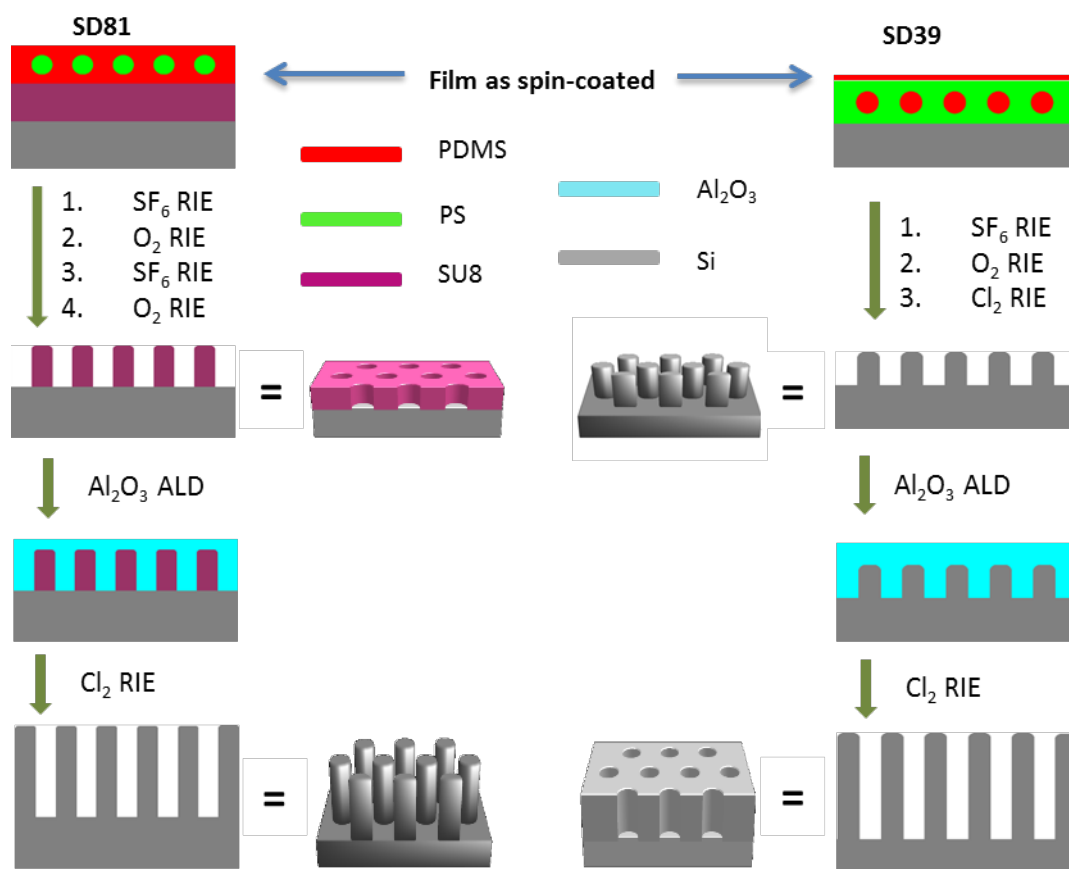 SD81
SD39
Film as spin-coated
PDMS
PS
SU8
Al₂O₃
Si
1. SF₆ RIE
2. O₂ RIE
3. SF₆ RIE
4. O₂ RIE
1. SF₆ RIE
2. O₂ RIE
3. Cl₂ RIE
=
=
Al₂O₃ ALD
Al₂O₃ ALD
Cl₂ RIE
Cl₂ RIE
=
=